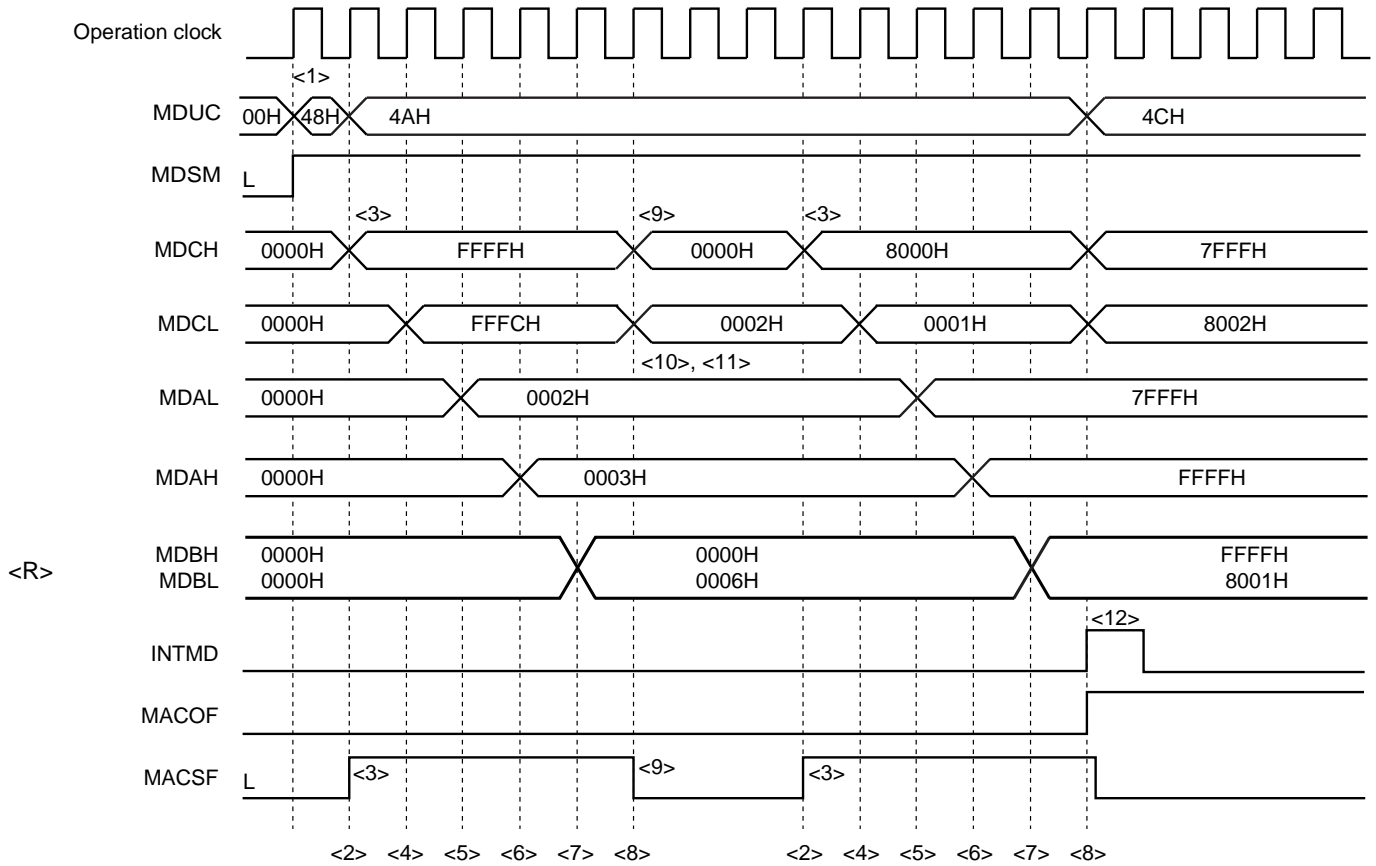 Operation clock
<1>
MDUC 00H 48H 4AH 4CH
MDSM L
<3> <9> <3>
MDCH 0000H FFFFH 0000H 8000H 7FFFH
MDCL 0000H FFFCH 0002H 0001H 8002H
<10>, <11>
MDAL 0000H 0002H 7FFFH
MDAH 0000H 0003H FFFFH
MDBH 0000H 0000H FFFFH
<R> MDBL 0000H 0006H 8001H
<12>
INTMD
MACOF
MACSF L <3> <9> <3>
<2> <4> <5> <6> <7> <8> <2> <4> <5> <6> <7> <8>